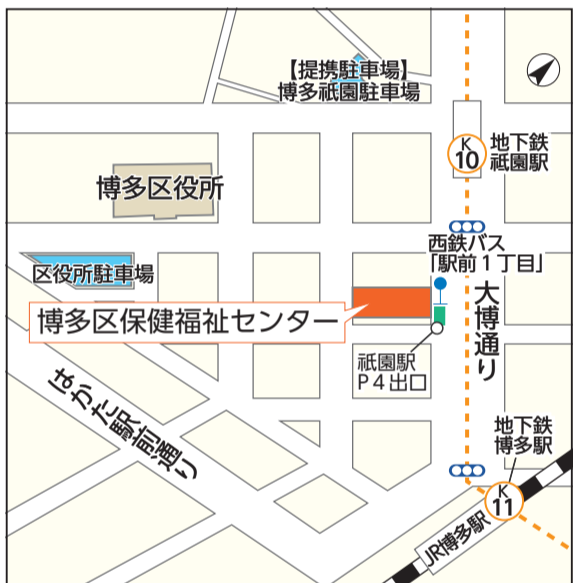 【提携駐車場】
博多祇園駐車場
K
10
地下鉄
祇園駅
博多区役所
西鉄バス
「駅前1丁目」
区役所駐車場
博多区保健福祉センター
大博通り
祇園駅
P4出口
はかた駅前通り
地下鉄
博多駅
K
11
JR博多駅